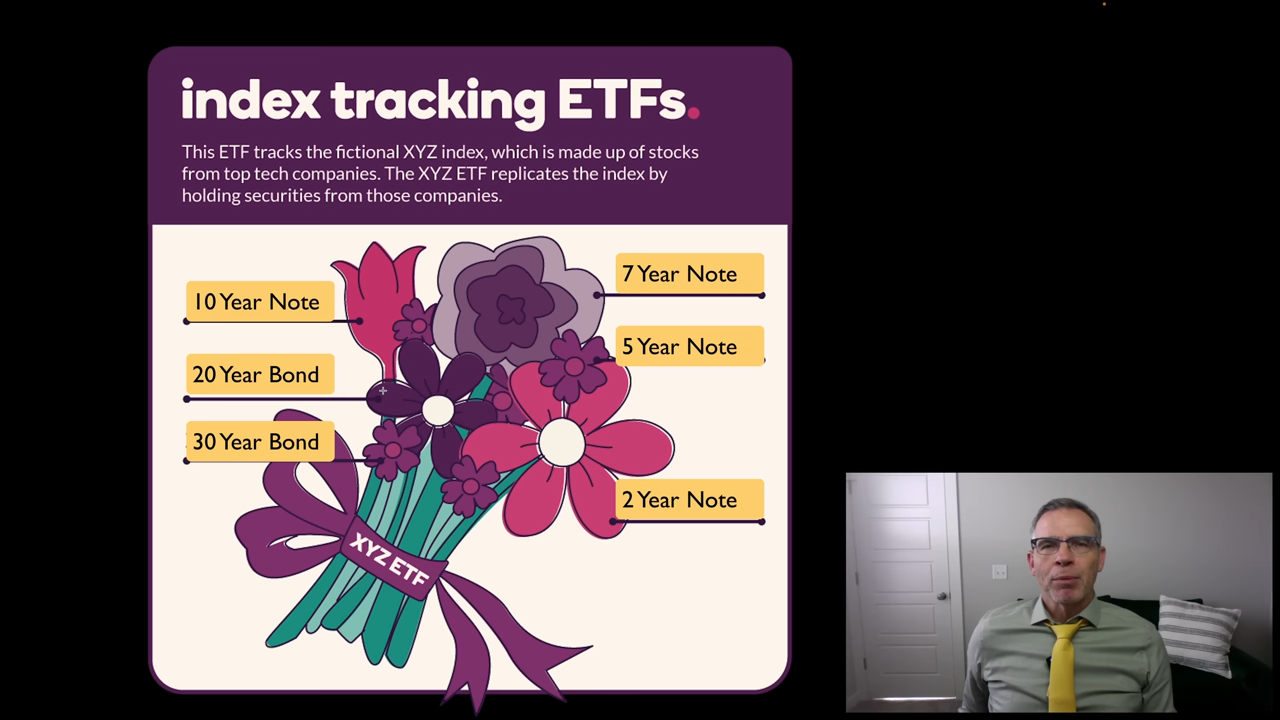 index tracking ETFs.
This ETF tracks the fictional XYZ index, which is made up of stocks
from top tech companies. The XYZ ETF replicates the index by
holding securities from those companies.
10 Year Note
20 Year Bond
30 Year Bond
7 Year Note
5 Year Note
2 Year Note
XYZ ETF